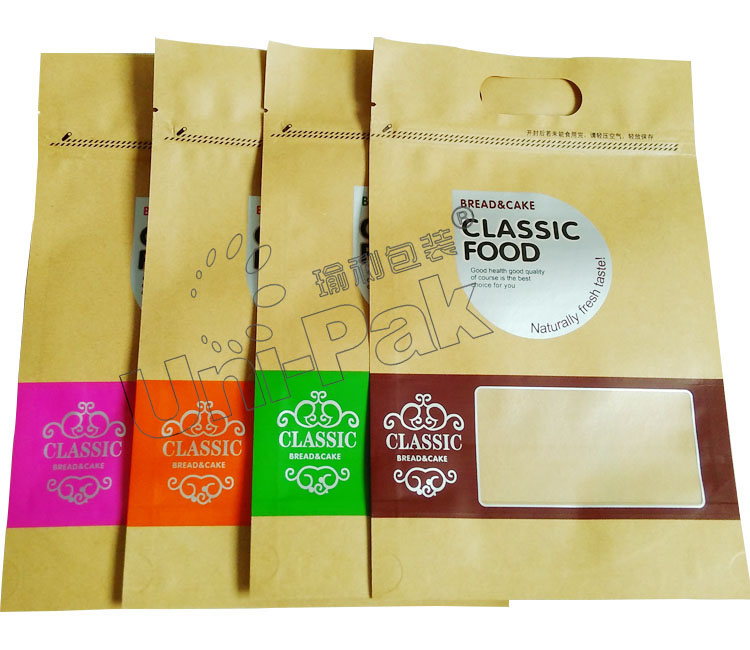 开封后若未能食用完，请轻压空气，轻放保存
BREAD&CAKE
CLASSIC
FOOD
Good health good quality
of course is the best
choice for you
Naturally fresh taste!
瑜利包装®
Uni-Pak
CLASSIC
BREAD&CAKE
CLASSIC
BREAD&CAKE
CLASSIC
BREAD&CAKE
CLASSIC
BREAD&CAKE